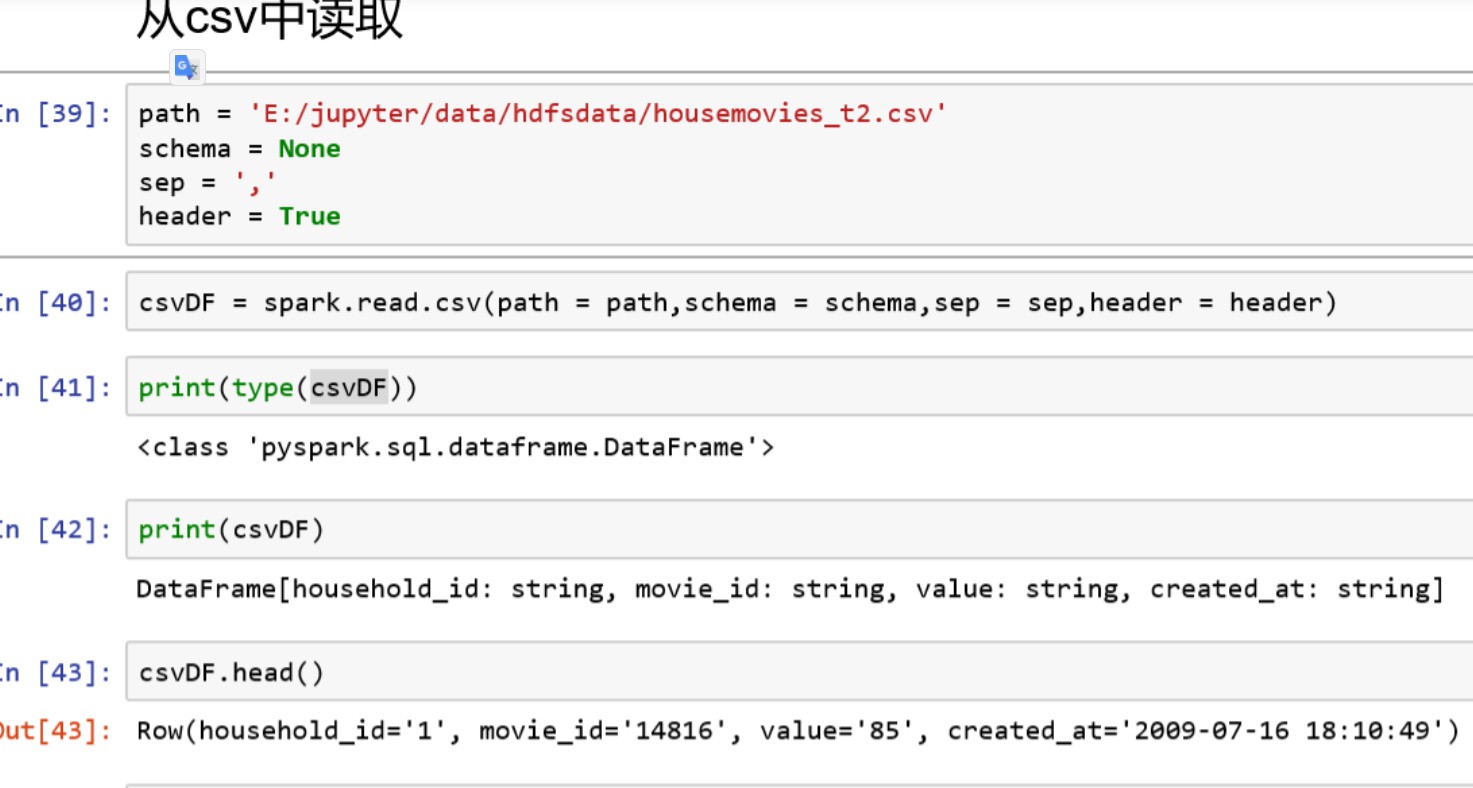 从csv中读取
In [39]:
path = 'E:/jupyter/data/hdfsdata/housemovies_t2.csv'
schema = None
sep = ','
header = True
In [40]:
csvDF = spark.read.csv(path = path,schema = schema,sep = sep,header = header)
In [41]:
print(type(csvDF))
<class 'pyspark.sql.dataframe.DataFrame'>
In [42]:
print(csvDF)
DataFrame[household_id: string, movie_id: string, value: string, created_at: string]
In [43]:
csvDF.head()
Out[43]:
Row(household_id='1', movie_id='14816', value='85', created_at='2009-07-16 18:10:49')